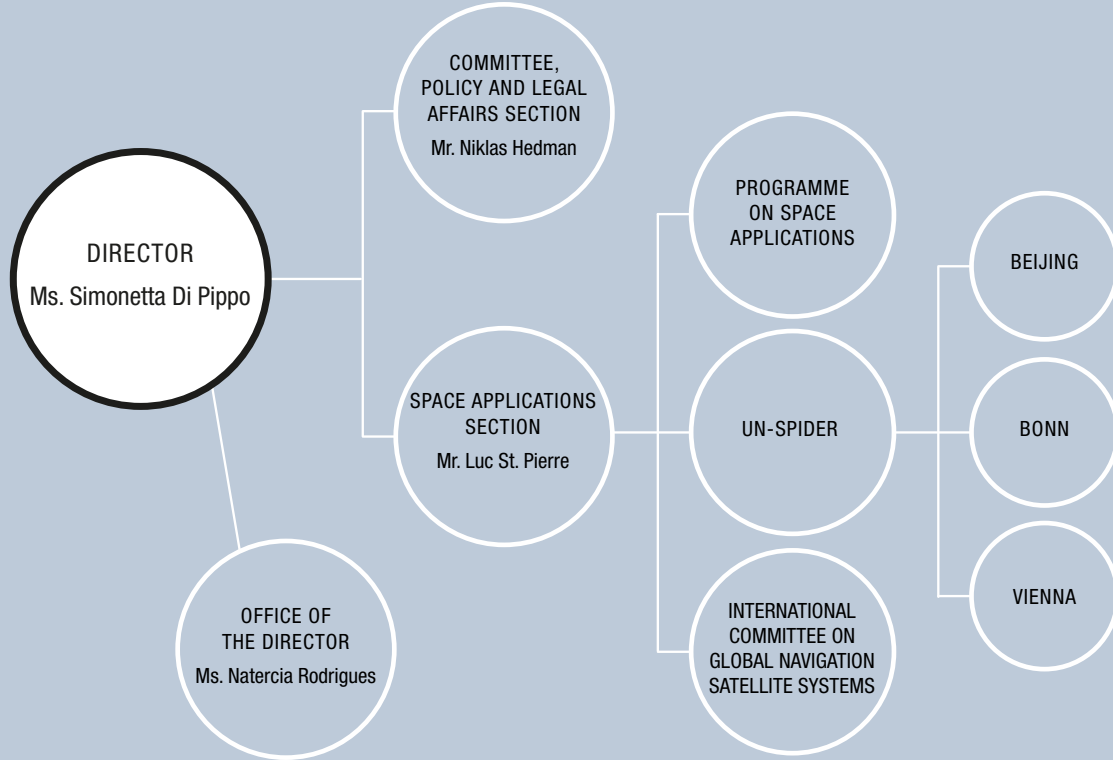 COMMITTEE,
POLICY AND LEGAL
AFFAIRS SECTION
Mr. Niklas Hedman
PROGRAMME
ON SPACE
APPLICATIONS
DIRECTOR
Ms. Simonetta Di Pippo
BEIJING
SPACE APPLICATIONS
SECTION
Mr. Luc St. Pierre
UN-SPIDER
BONN
OFFICE OF
THE DIRECTOR
Ms. Natercia Rodrigues
INTERNATIONAL
COMMITTEE ON
GLOBAL NAVIGATION
SATELLITE SYSTEMS
VIENNA